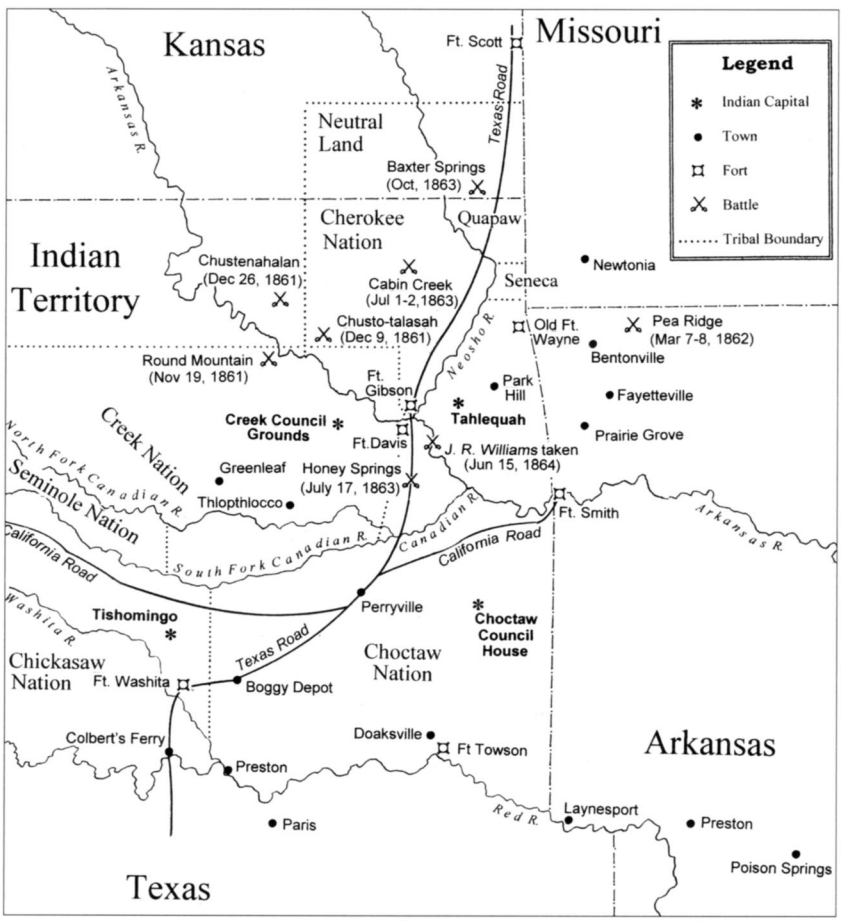 Kansas
Missouri
Ft. Scott
Texas Road
Arkansas R.
Legend
Indian Capital
Town
Fort
Battle
Tribal Boundary
Neutral
Land
Baxter Springs
(Oct, 1863)
Quapaw
Cherokee
Nation
Indian
Territory
Chustenahalan
(Dec 26, 1861)
Cabin Creek
(Jul 1-2,1863)
Seneca
Newtonia
Chusto-talasah
(Dec 9, 1861)
Neosho R.
Old Ft.
Wayne
Pea Ridge
(Mar 7-8, 1862)
Bentonville
Round Mountain
(Nov 19, 1861)
Ft.
Gibson
Park
Hill
Fayetteville
Creek Council
Grounds
Tahlequah
Ft.Davis
Prairie Grove
J. R. Williams taken
(Jun 15, 1864)
Creek Nation
North Fork Canadian R.
Greenleaf
Honey Springs
(July 17, 1863)
Seminole Nation
Thlopthlocco
Ft. Smith
Arkansas R.
Canadian R.
South Fork Canadian R.
California Road
California Road
Perryville
Washita R.
Tishomingo
Choctaw
Council
House
Texas Road
Choctaw
Nation
Chickasaw
Nation
Ft. Washita
Boggy Depot
Colbert's Ferry
Doaksville
Ft Towson
Arkansas
Preston
Red R.
Laynesport
Preston
Paris
Poison Springs
Texas